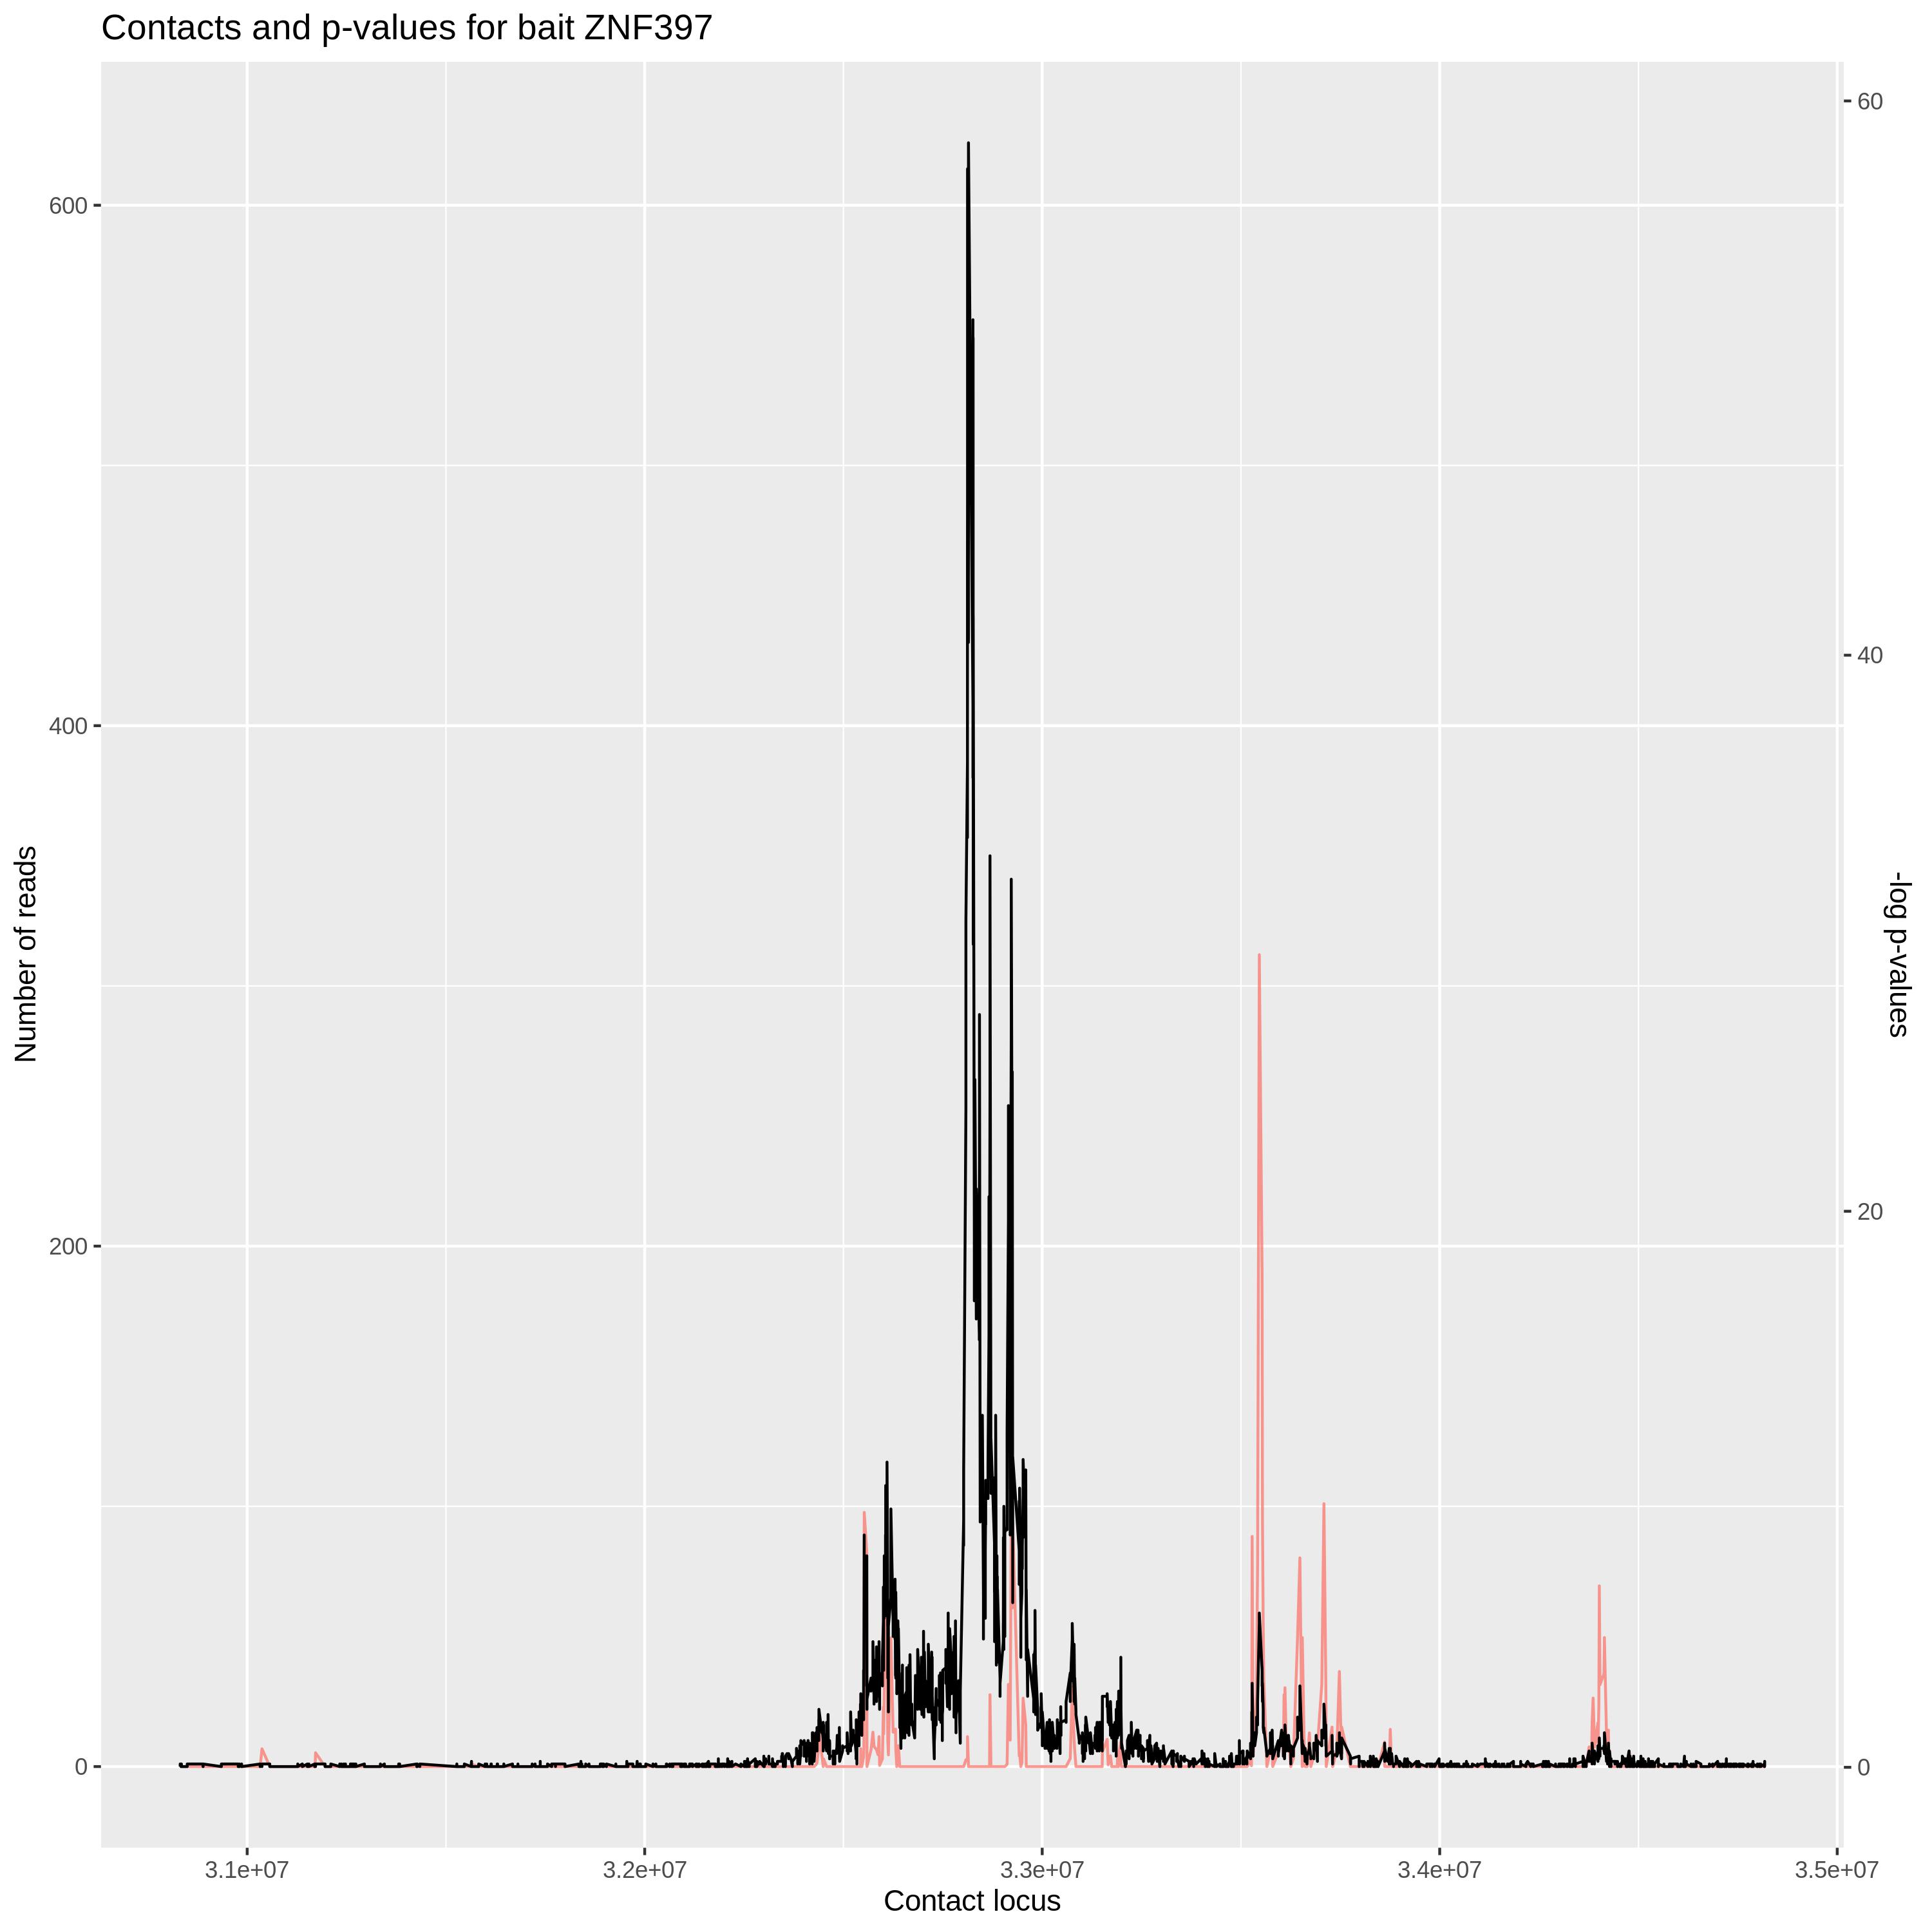 Contacts and p-values for bait ZNF397
600
400
200
0
Number of reads
60
40
20
0
-log p-values
3.1e+07
3.2e+07
3.3e+07
3.4e+07
3.5e+07
Contact locus